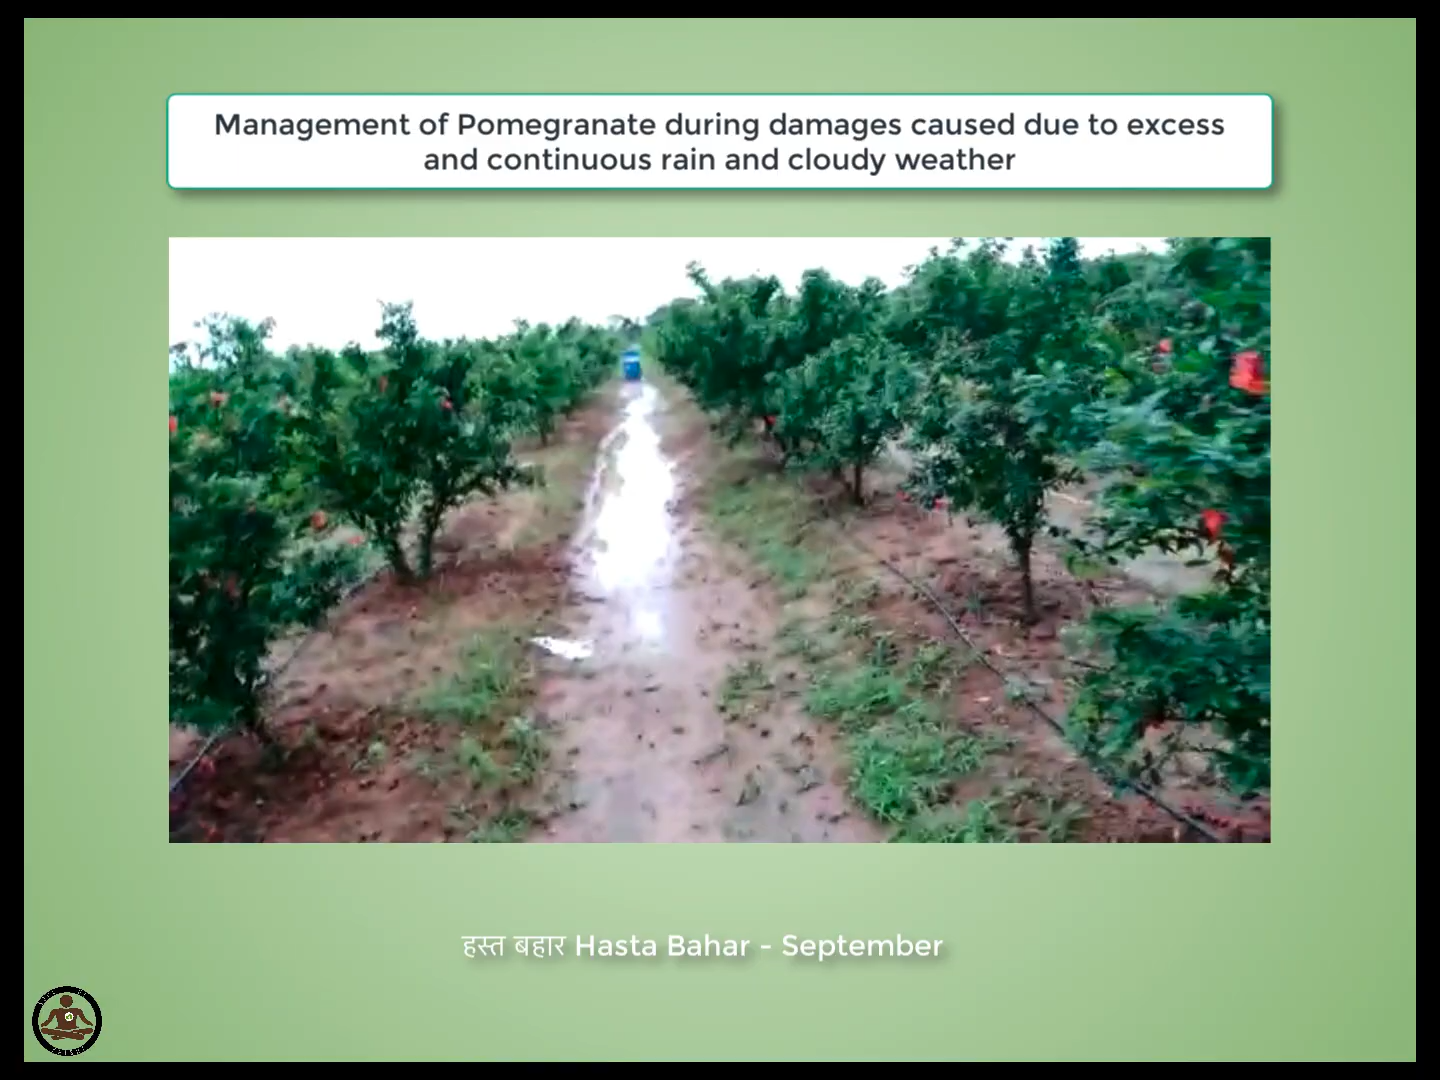 Management of Pomegranate during damages caused due to excess
and continuous rain and cloudy weather
हस्त बहार Hasta Bahar - September